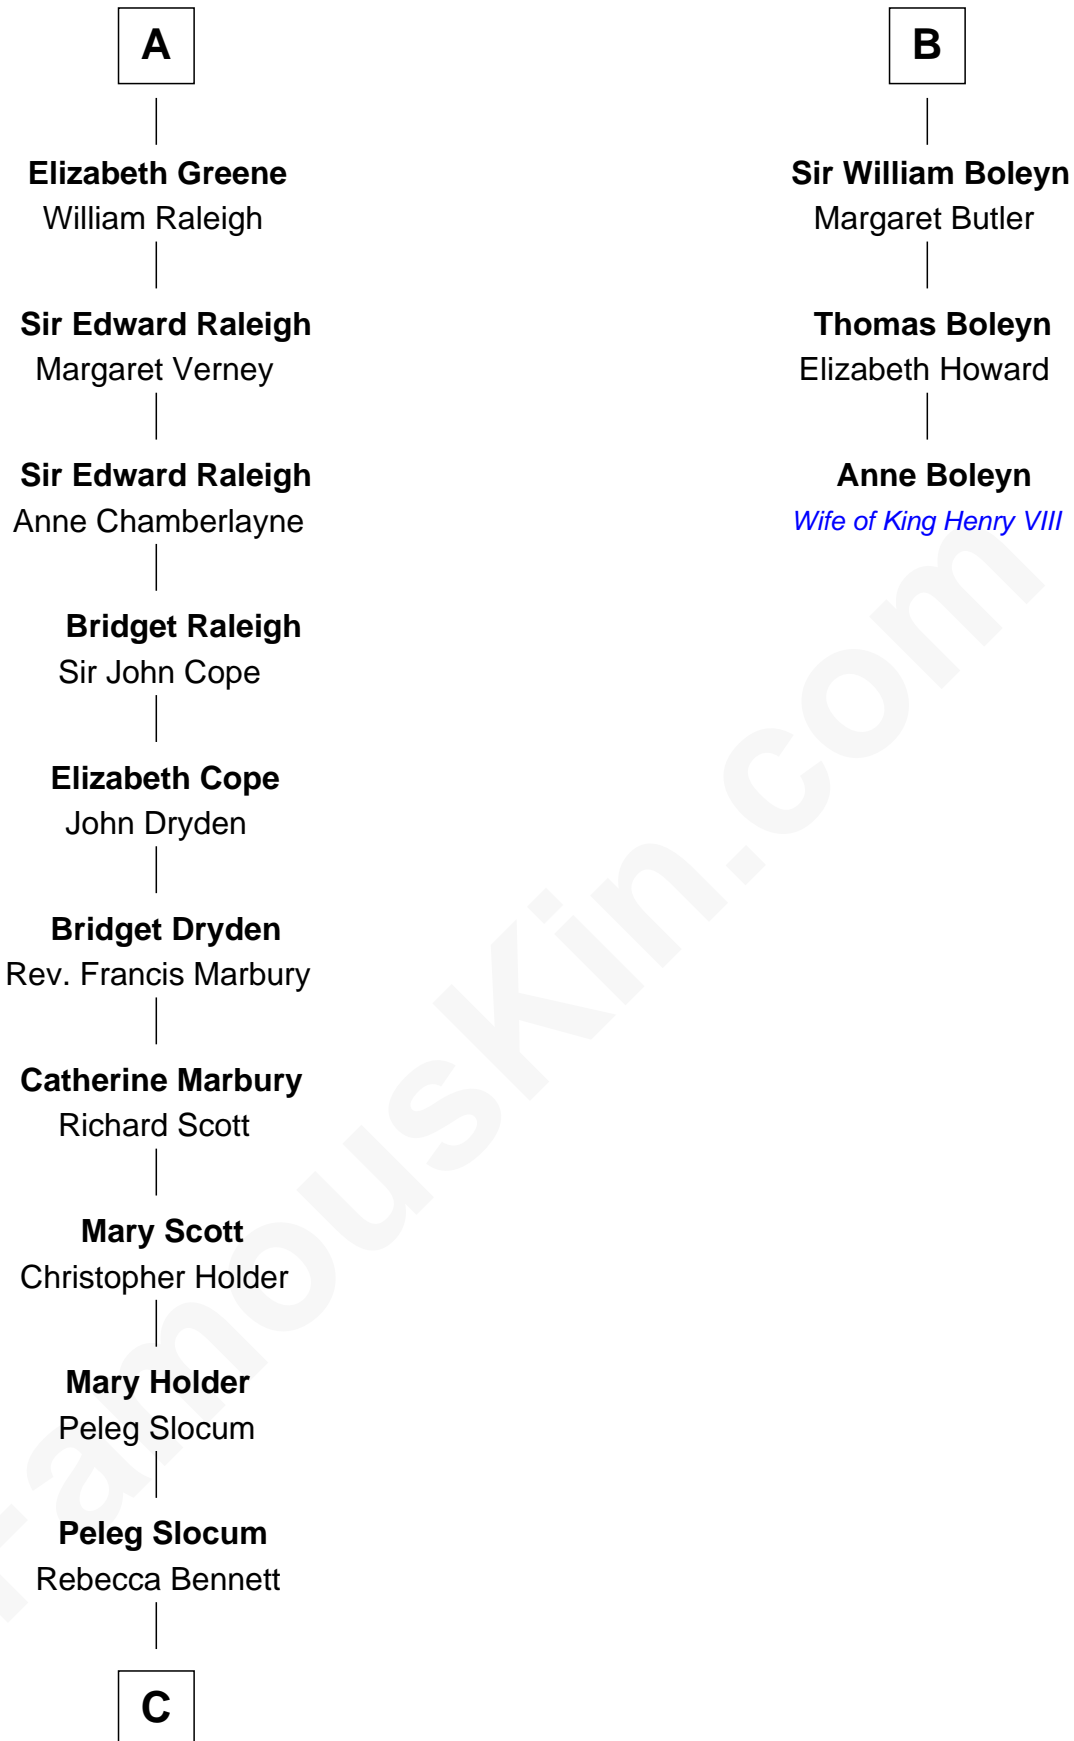 A
Elizabeth Greene
William Raleigh
Sir Edward Raleigh
Margaret Verney
Sir Edward Raleigh
Anne Chamberlayne
Bridget Raleigh
Sir John Cope
Elizabeth Cope
John Dryden
Bridget Dryden
Rev. Francis Marbury
Catherine Marbury
Richard Scott
Mary Scott
Christopher Holder
Mary Holder
Peleg Slocum
Peleg Slocum
Rebecca Bennett
C
B
Sir William Boleyn
Margaret Butler
Thomas Boleyn
Elizabeth Howard
Anne Boleyn
Wife of King Henry VIII
FamousKin.com